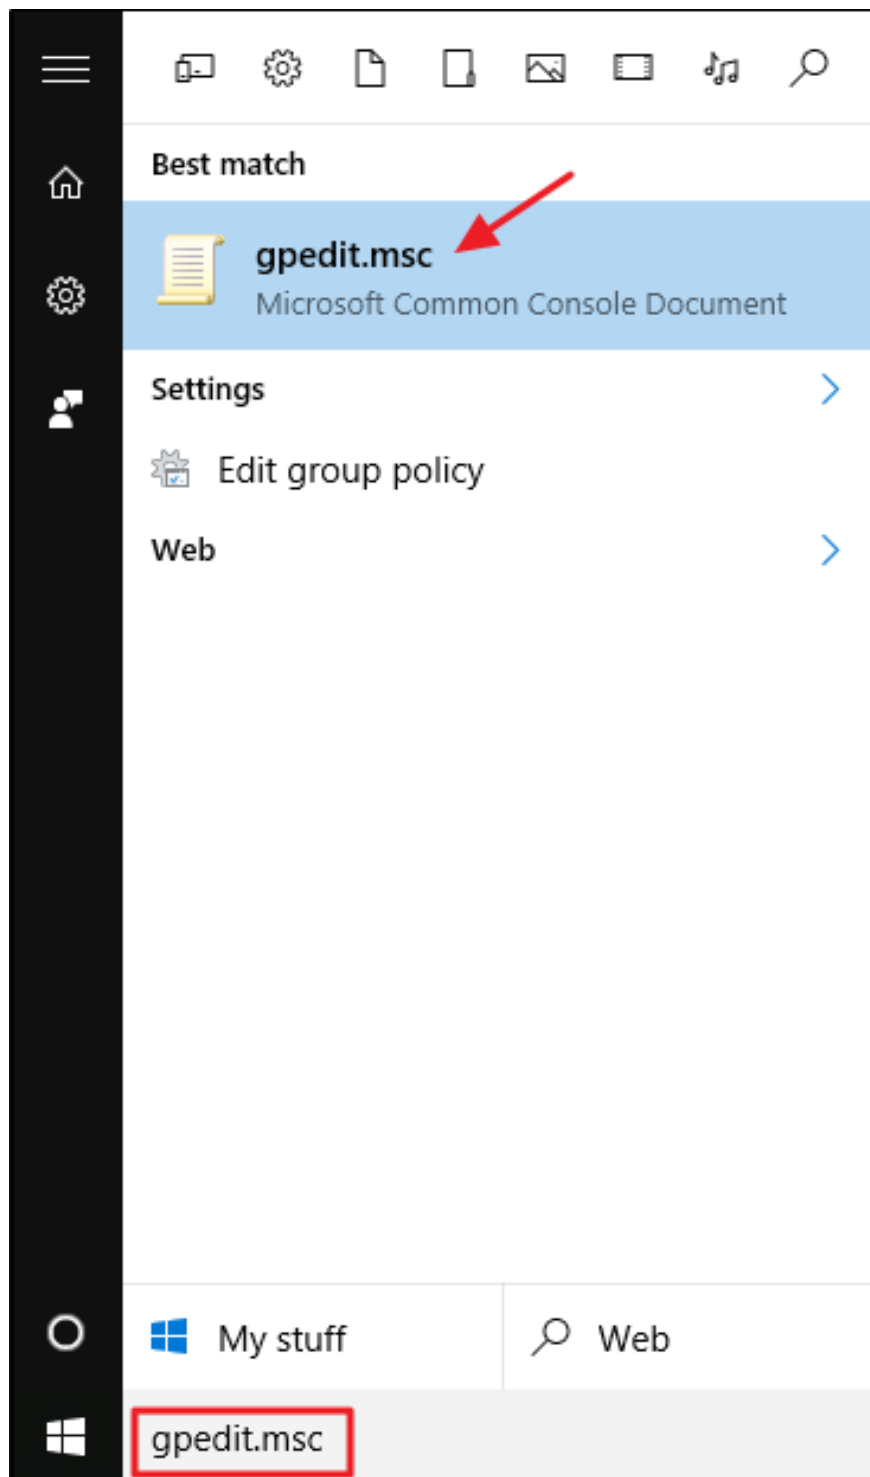 Best match
gpedit.msc
Microsoft Common Console Document
Settings
Edit group policy
Web
My stuff
Web
gpedit.msc